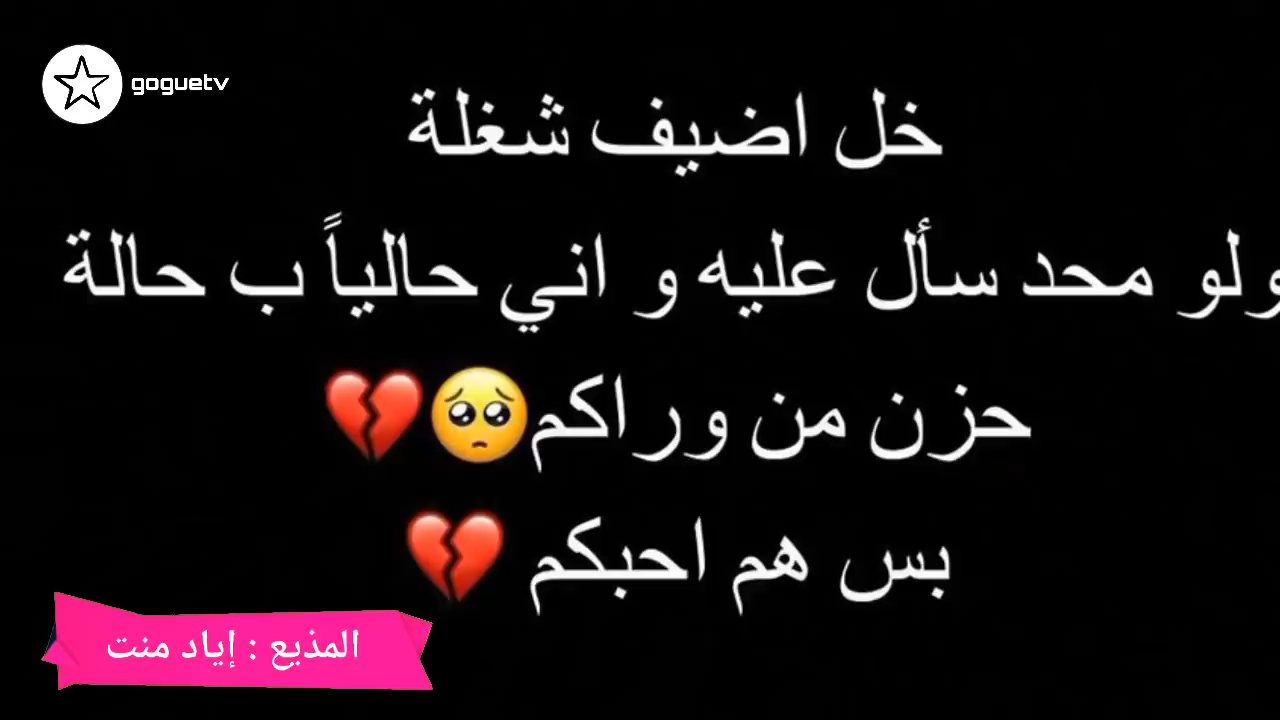 goguetv
خل اضيف شغلة
ولو محد سأل عليه و اني حالياً ب حالة
حزن من وراكم🥺💔
بس هم احبكم 💔
المذيع : إياد منت